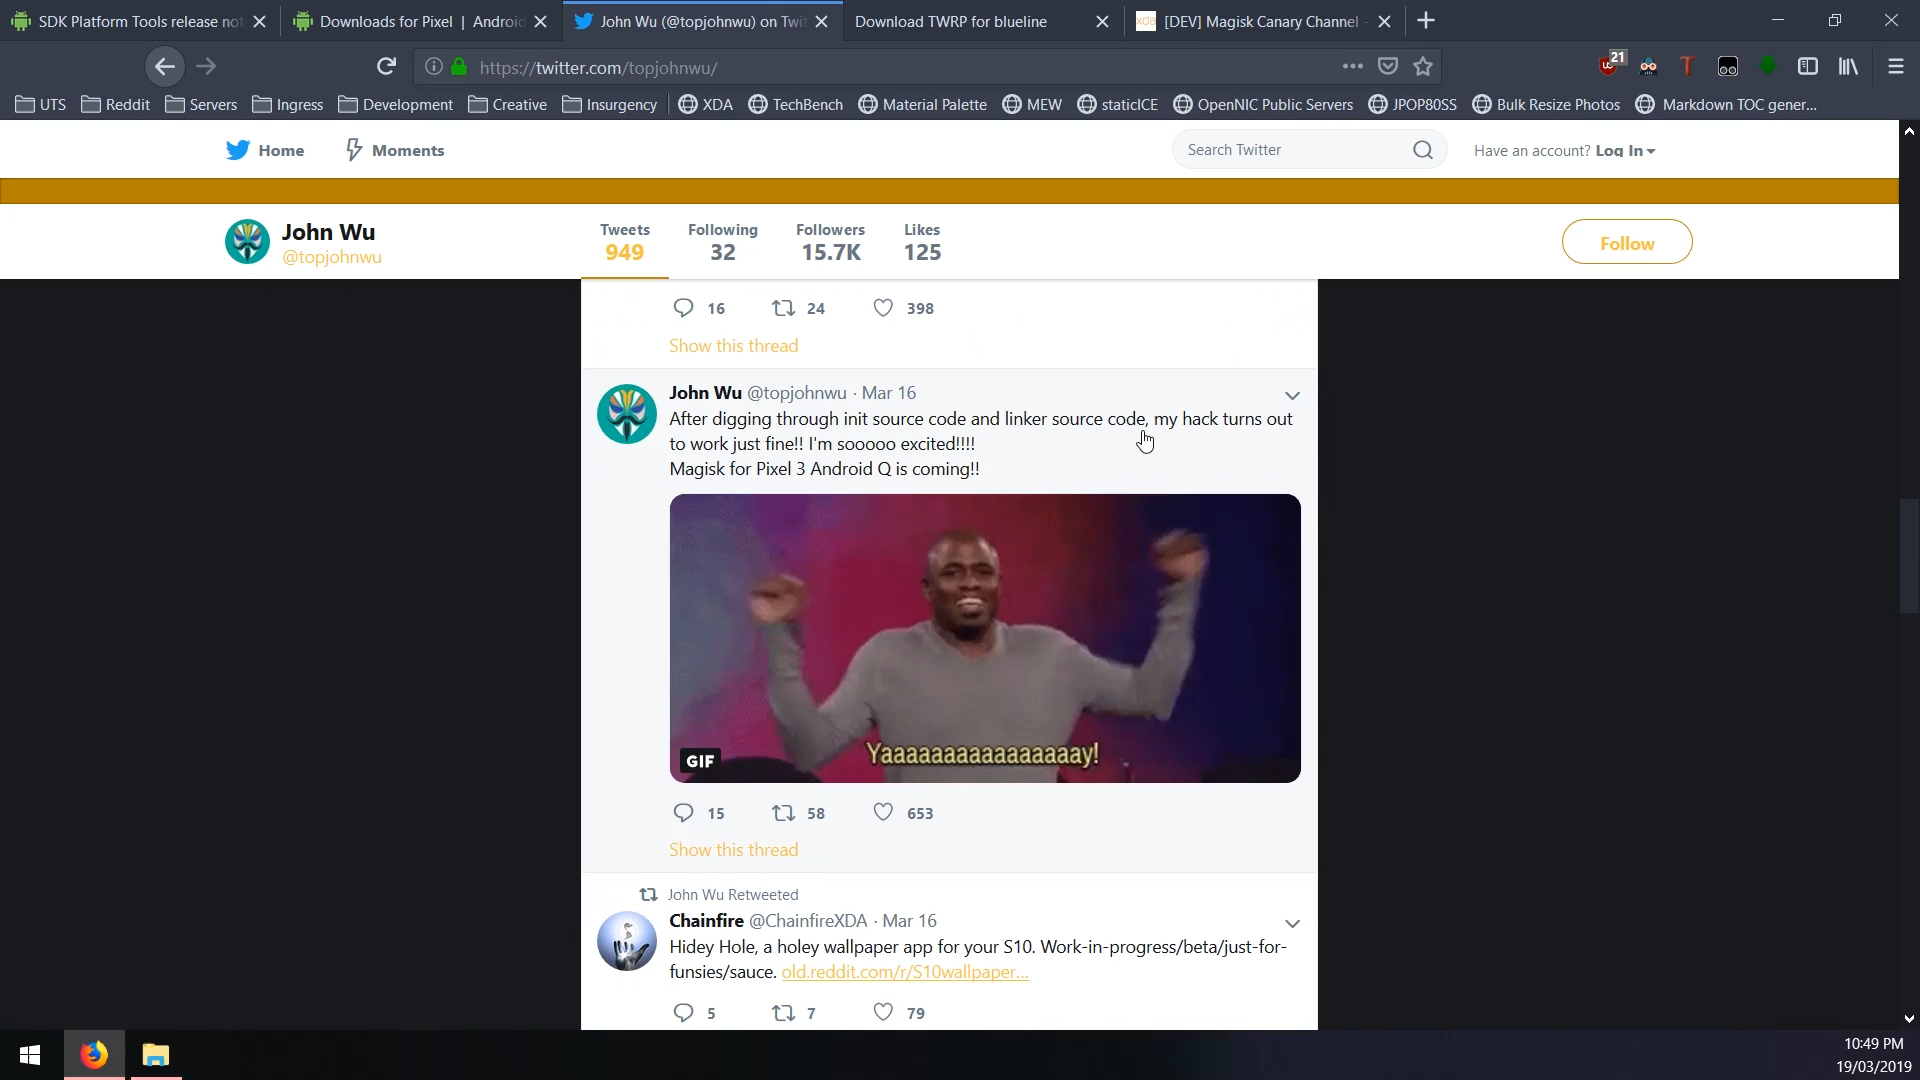 SDK Platform Tools release not
Downloads for Pixel | Android
John Wu (@topjohnwu) on Twit
Download TWRP for blueline
[DEV] Magisk Canary Channel -
https://twitter.com/topjohnwu/
21
UTS
Reddit
Servers
Ingress
Development
Creative
Insurgency
XDA
TechBench
Material Palette
MEW
staticICE
OpenNIC Public Servers
JPOP80SS
Bulk Resize Photos
Markdown TOC gener...
Home
Moments
Search Twitter
Have an account? Log In
John Wu
@topjohnwu
Tweets
949
Following
32
Followers
15.7K
Likes
125
Follow
16
24
398
Show this thread
John Wu @topjohnwu · Mar 16
After digging through init source code and linker source code, my hack turns out
to work just fine!! I'm sooooo excited!!!!
Magisk for Pixel 3 Android Q is coming!!
Yaaaaaaaaaaaaaaaay!
GIF
15
58
653
Show this thread
John Wu Retweeted
Chainfire @ChainfireXDA · Mar 16
Hidey Hole, a holey wallpaper app for your S10. Work-in-progress/beta/just-for-
funsies/sauce. old.reddit.com/r/S10wallpaper...
5
7
79
10:49 PM
19/03/2019